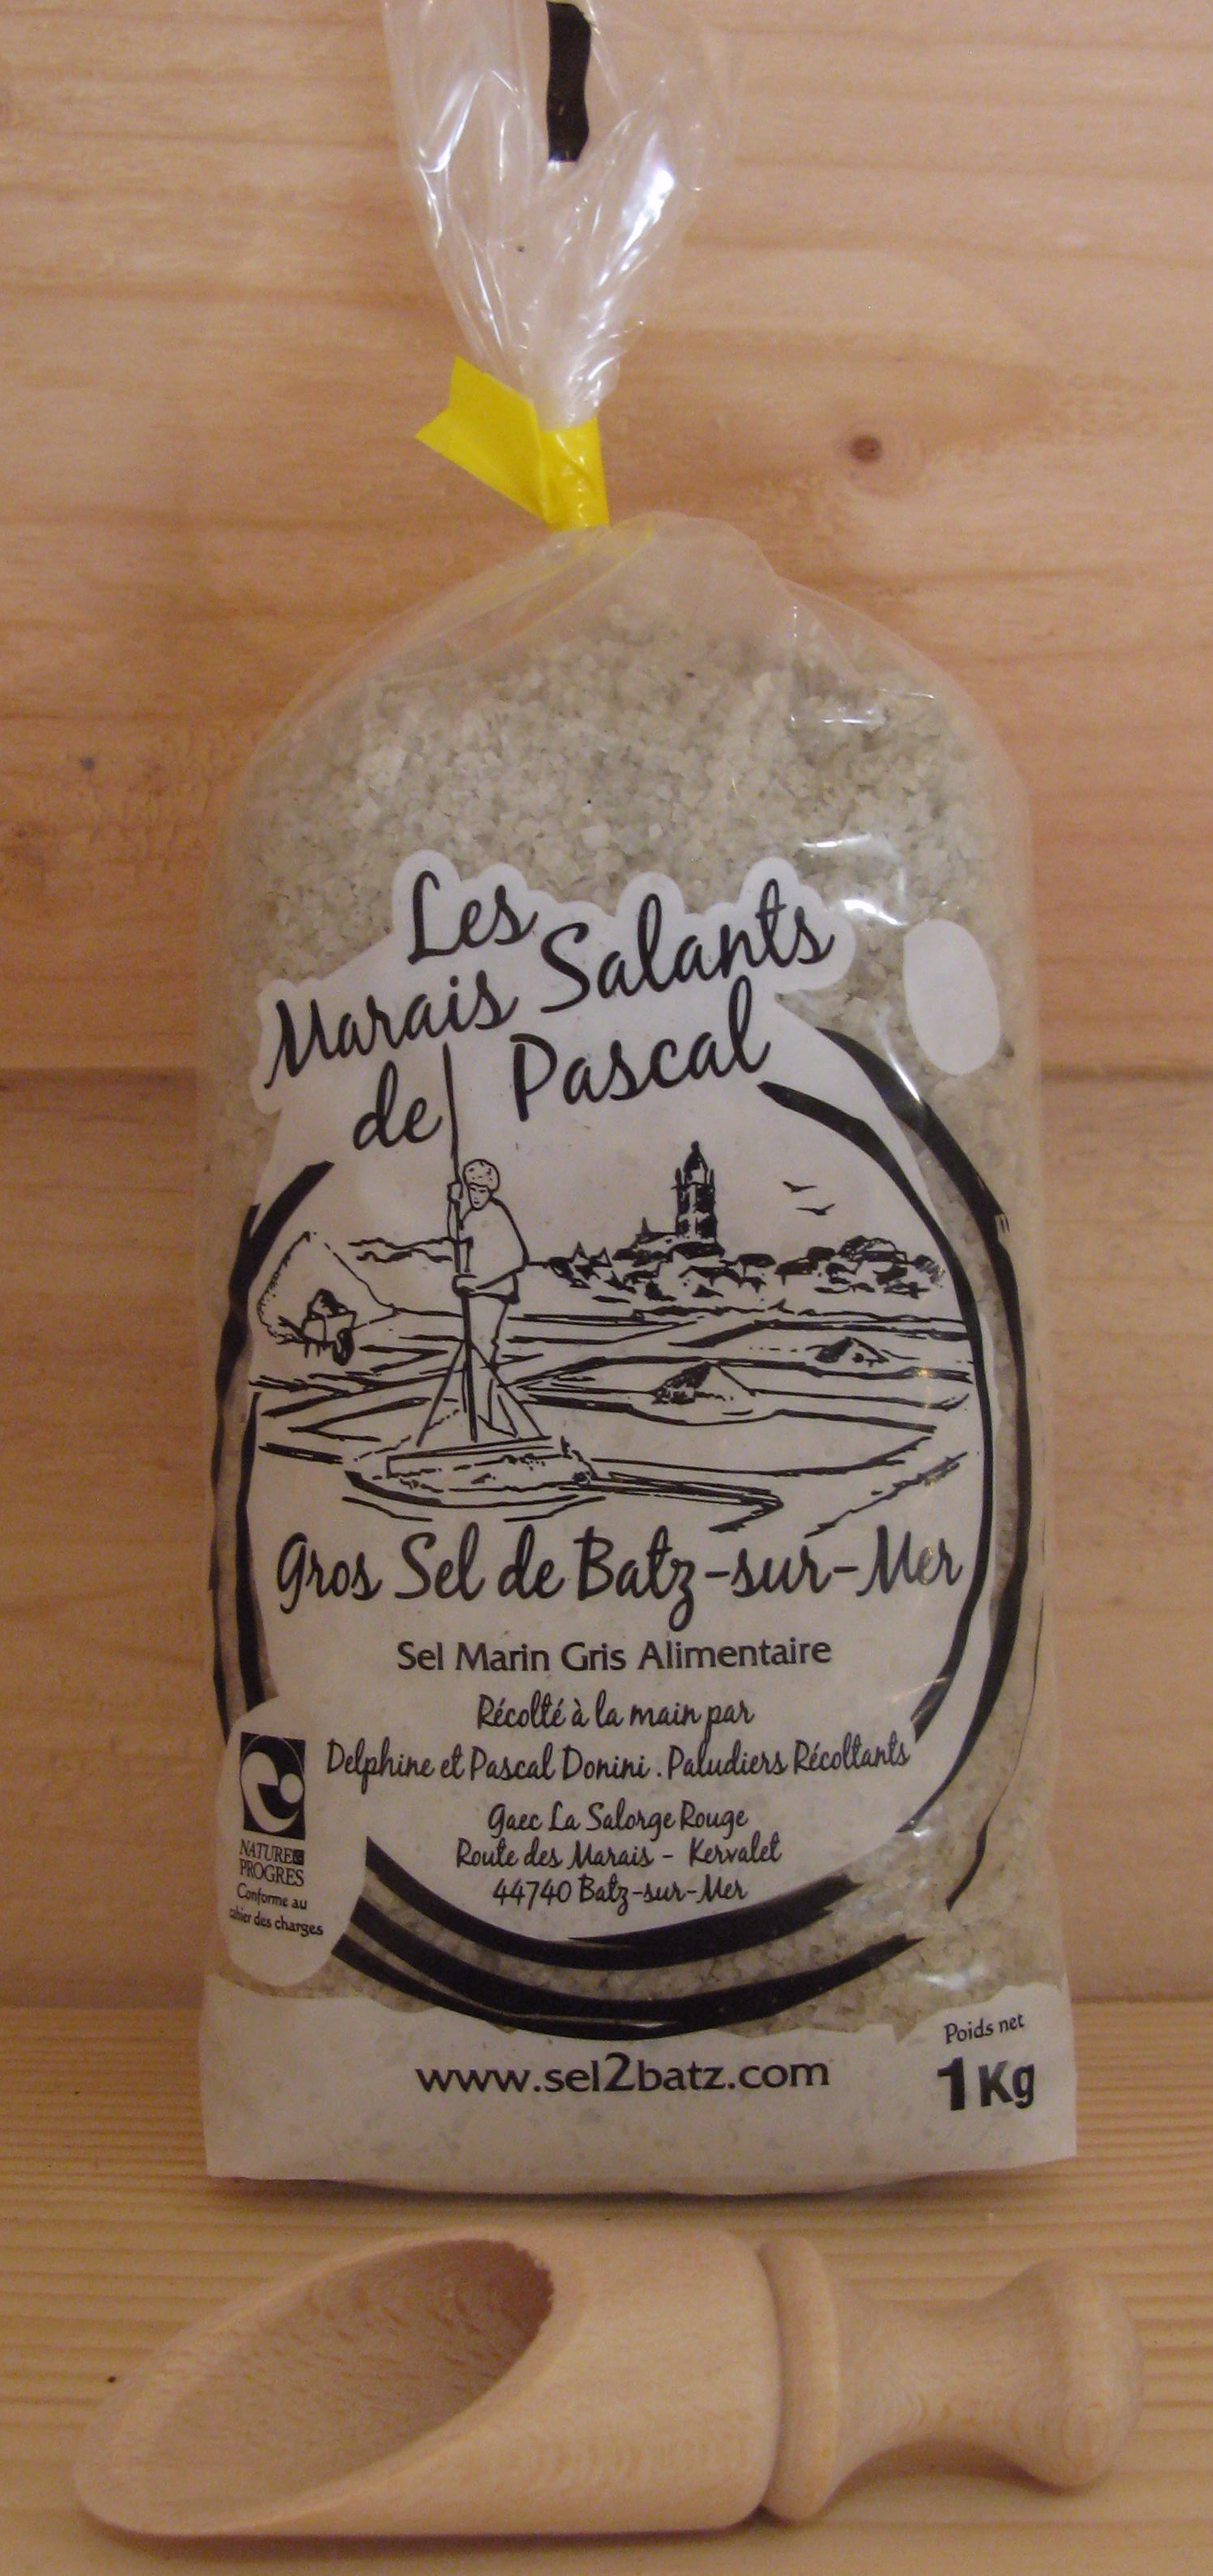 Les
Marais Salants
de Pascal
Gros Sel de Batz-sur-Mer
Sel Marin Gris Alimentaire
Récolté à la main par
Delphine et Pascal Donini . Paludiers Récoltants
Gaec La Salorge Rouge
Route des Marais - Kervalet
44740 Batz-sur-Mer
NATURE &
PROGRES
Conforme au
cahier des charges
www.sel2batz.com
Poids net
1Kg